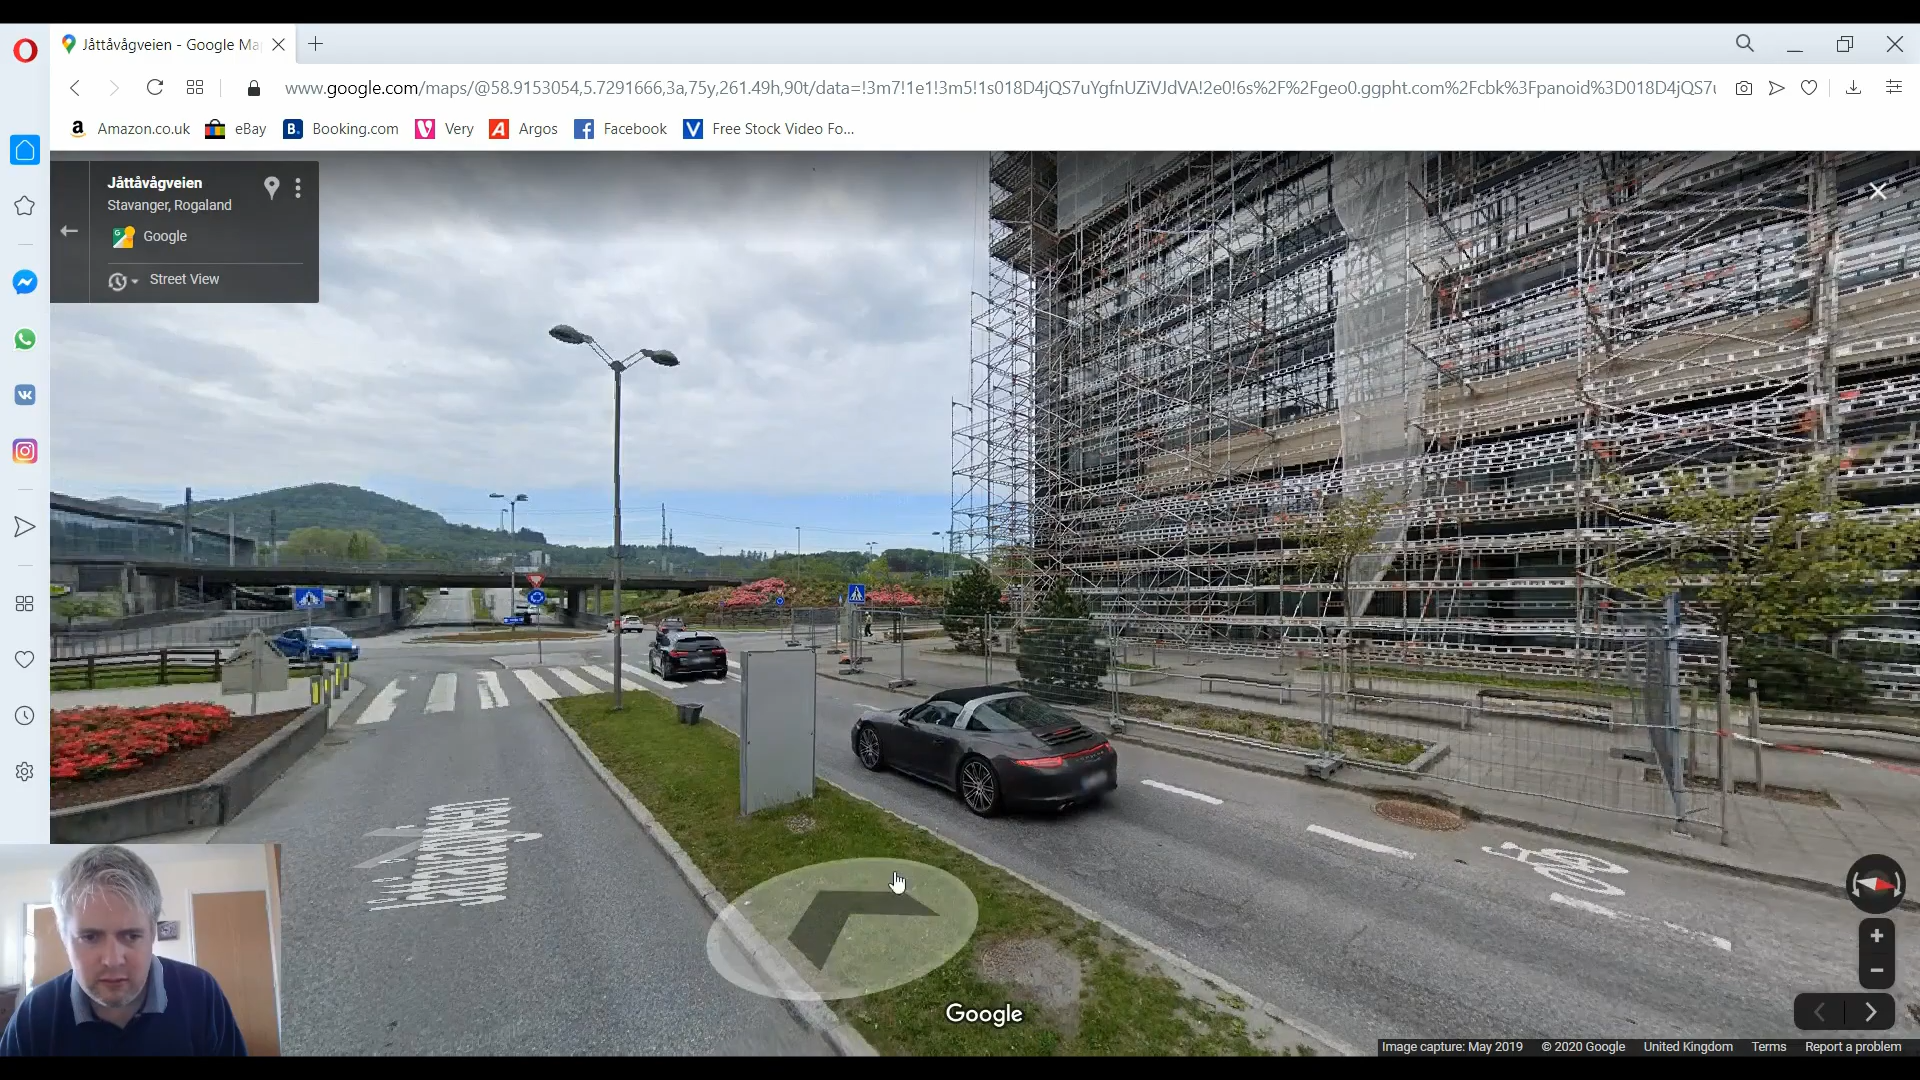 Jåttåvågveien - Google Ma
www.google.com/maps/@58.9153054,5.7291666,3a,75y,261.49h,90t/data=!3m7!1e1!3m5!1s018D4jQS7uYgfnUZiVJdVA!2e0!6s%2F%2Fgeo0.ggpht.com%2Fcbk%3Fpanoid%3D018D4jQS7u
a Amazon.co.uk eBay B. Booking.com V Very A Argos f Facebook V Free Stock Video Fo...
Jåttåvågveien
Stavanger, Rogaland
G Google
Street View
Jåttåvågveien
Google
Image capture: May 2019 © 2020 Google United Kingdom Terms Report a problem